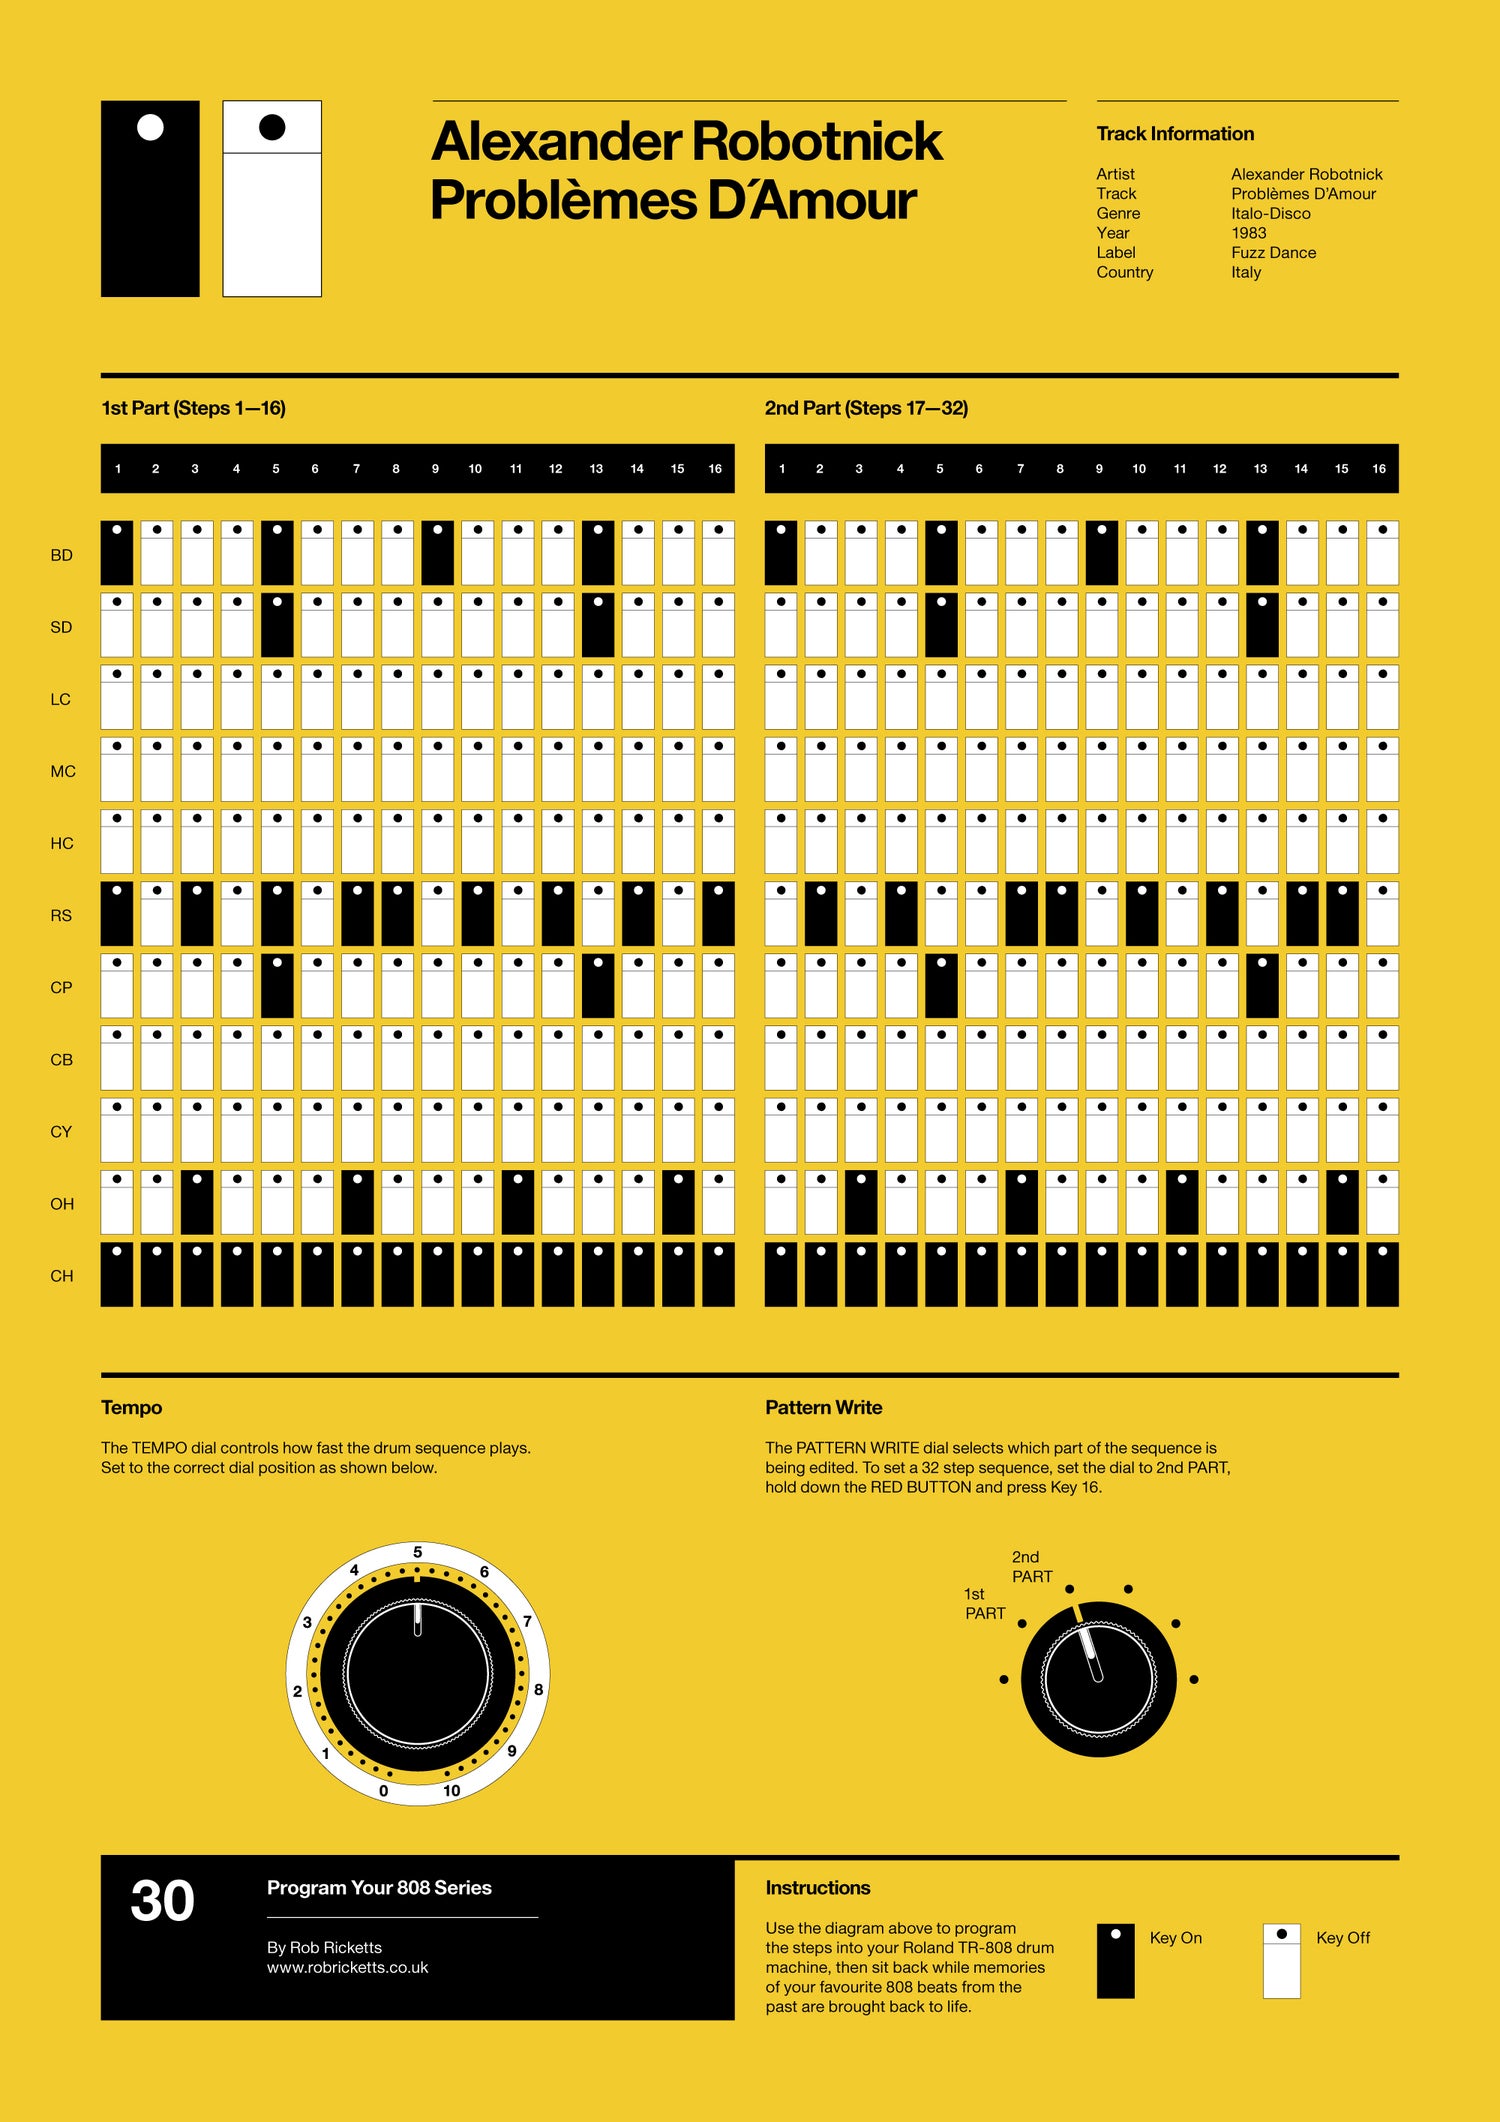 Alexander Robotnick
Problèmes D´Amour
Track Information
Artist Alexander Robotnick
Track Problèmes D’Amour
Genre Italo-Disco
Year 1983
Label Fuzz Dance
Country Italy
1st Part (Steps 1—16)
1 2 3 4 5 6 7 8 9 10 11 12 13 14 15 16
2nd Part (Steps 17—32)
1 2 3 4 5 6 7 8 9 10 11 12 13 14 15 16
BD
SD
LC
MC
HC
RS
CP
CB
CY
OH
CH
Tempo
The TEMPO dial controls how fast the drum sequence plays.
Set to the correct dial position as shown below.
0
1
2
3
4
5
6
7
8
9
10
Pattern Write
The PATTERN WRITE dial selects which part of the sequence is
being edited. To set a 32 step sequence, set the dial to 2nd PART,
hold down the RED BUTTON and press Key 16.
2nd
PART
1st
PART
30
Program Your 808 Series
By Rob Ricketts
www.robricketts.co.uk
Instructions
Use the diagram above to program
the steps into your Roland TR-808 drum
machine, then sit back while memories
of your favourite 808 beats from the
past are brought back to life.
Key On
Key Off